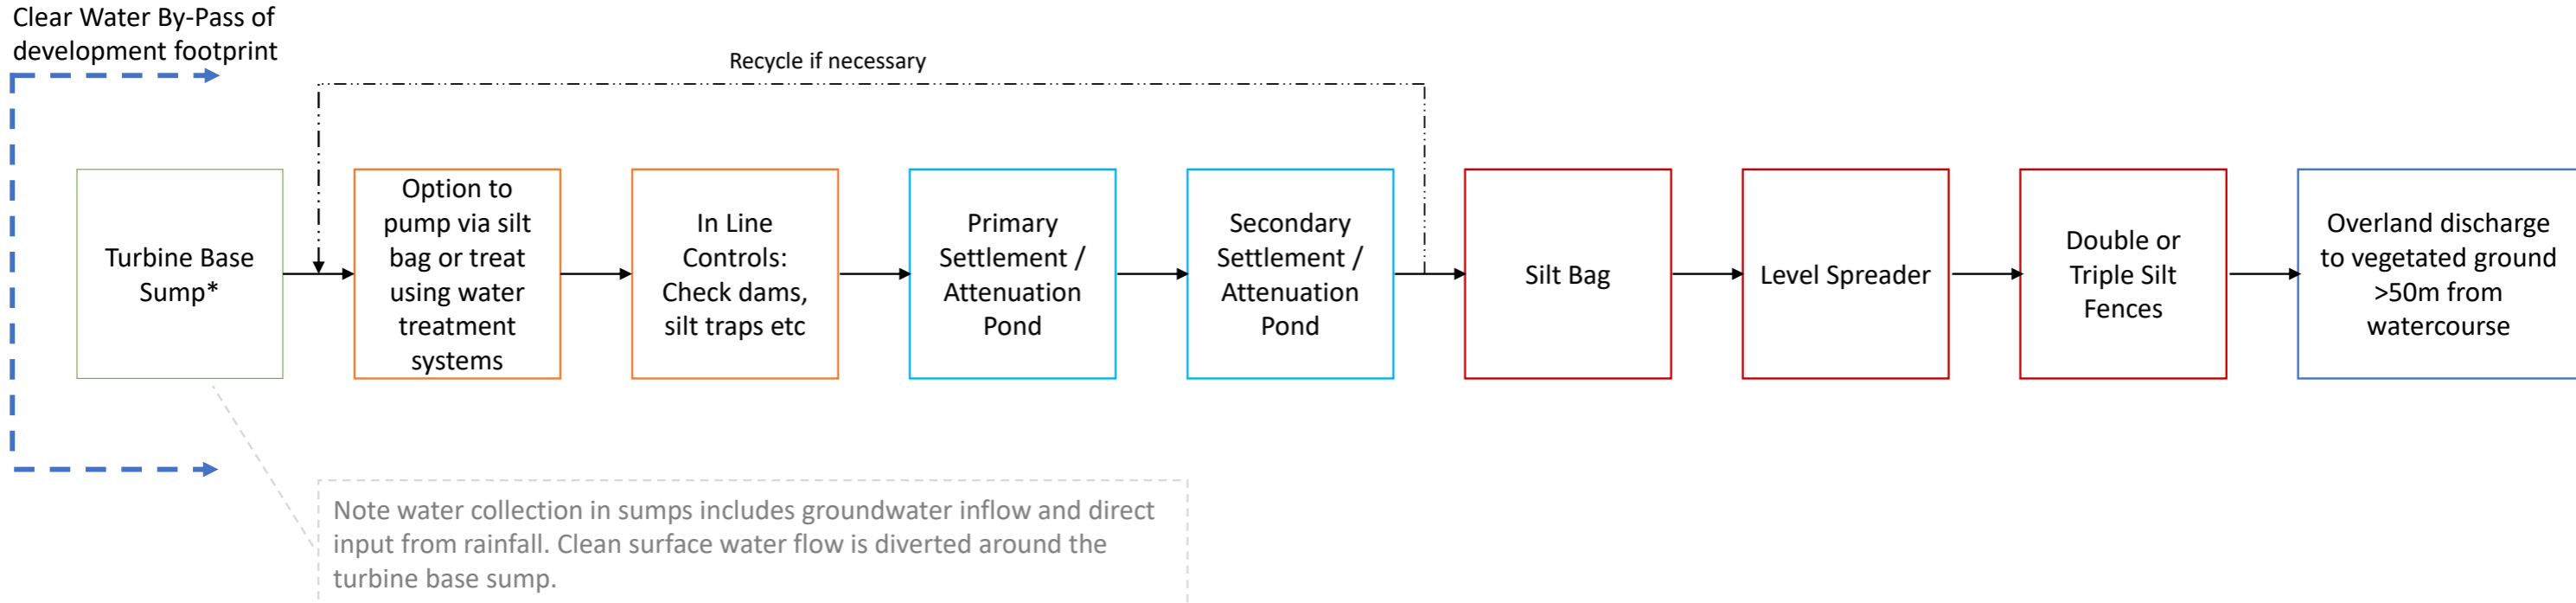 Clear Water By-Pass of
development footprint
Recycle if necessary
Turbine Base
Sump*
Option to
pump via silt
bag or treat
using water
treatment
systems
In Line
Controls:
Check dams,
silt traps etc
Primary
Settlement /
Attenuation
Pond
Secondary
Settlement /
Attenuation
Pond
Silt Bag
Level Spreader
Double or
Triple Silt
Fences
Overland discharge
to vegetated ground
>50m from
watercourse
Note water collection in sumps includes groundwater inflow and direct
input from rainfall. Clean surface water flow is diverted around the
turbine base sump.